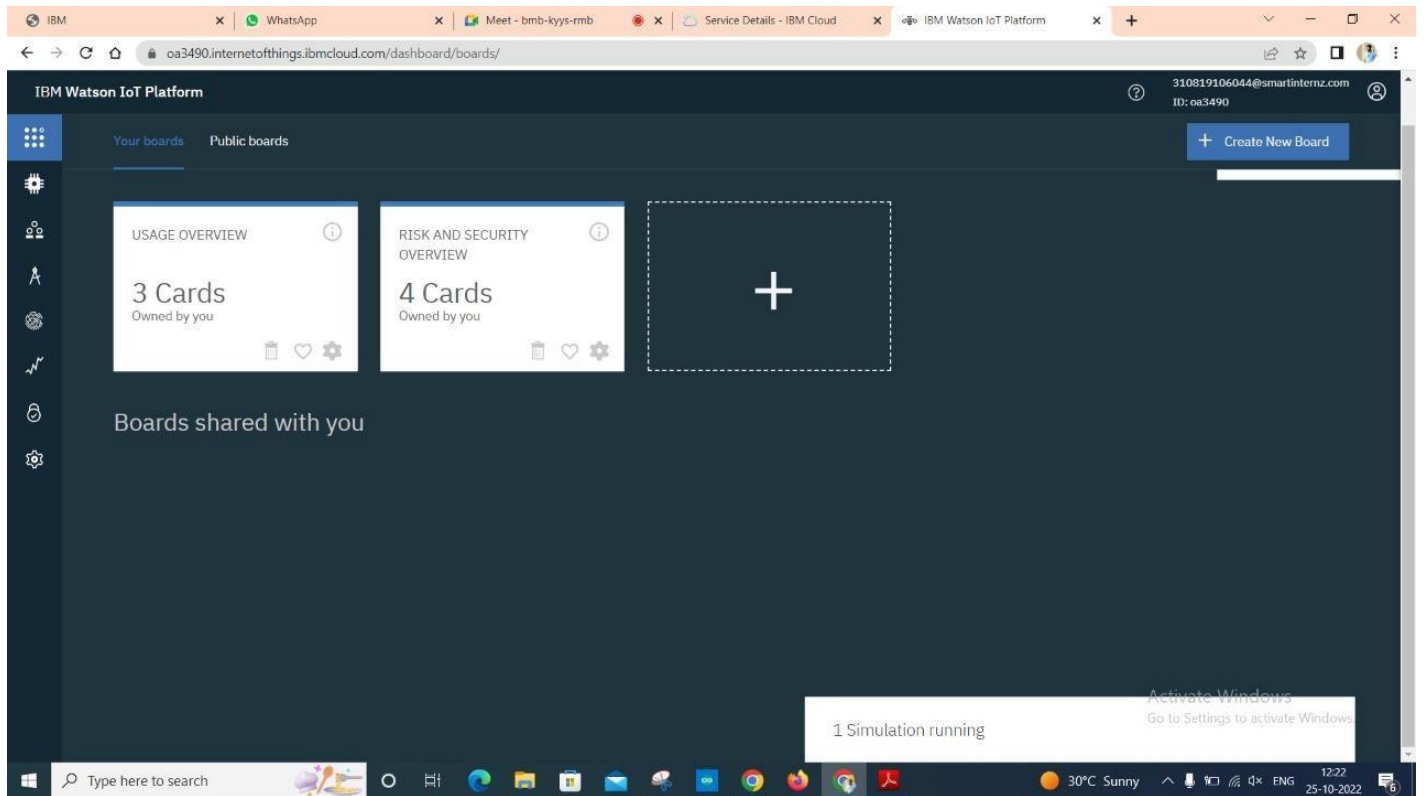 IBM
WhatsApp
Meet - bmb-kyys-rmb
Service Details - IBM Cloud
IBM Watson IoT Platform
oa3490.internetofthings.ibmcloud.com/dashboard/boards/
IBM Watson IoT Platform
310819106044@smartinternz.com
ID: oa3490
Your boards
Public boards
+ Create New Board
USAGE OVERVIEW
3 Cards
Owned by you
RISK AND SECURITY
OVERVIEW
4 Cards
Owned by you
Boards shared with you
1 Simulation running
Activate Windows
Go to Settings to activate Windows.
Type here to search
30°C Sunny
ENG
12:22
25-10-2022
6